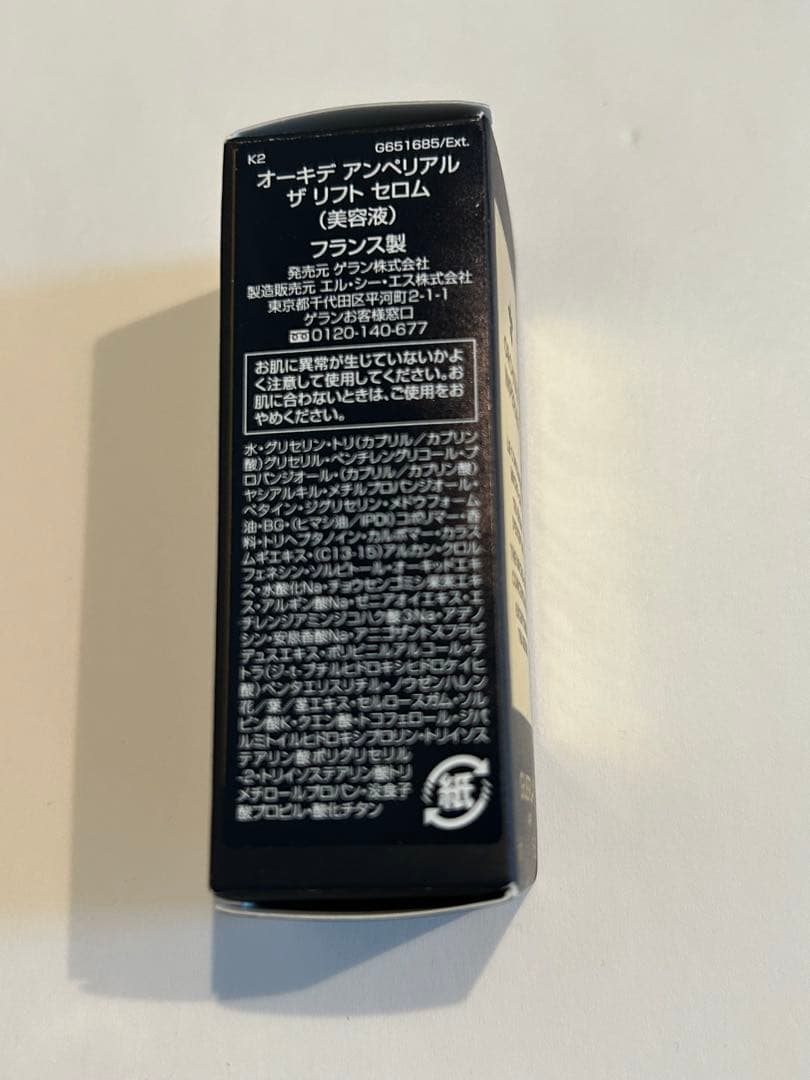 K2
G651685/Ext.
オーキデ アンペリアル
ザ リフト セロム
（美容液）
フランス製
発売元 ゲラン株式会社
製造販売元 エル・シー・エス株式会社
東京都千代田区平河町2-1-1
ゲランお客様窓口
0120-140-677
お肌に異常が生じていないかよ
く注意して使用してください。お
肌に合わないときは、ご使用をお
やめください。
水・グリセリン・トリ（カプリル／カプリン
酸）グリセリル・ペンチレングリコール・プ
ロパンジオール・（カプリル／カプリン酸）
ヤシアルキル・メチルプロパンジオール・
ベタイン・ジグリセリン・メドウフォーム
油・BG・（ヒマシ油／IPDI）コポリマー・香
料・トリヘプタノイン・カルボマー・カラス
ムギエキス・（C13-15）アルカン・クロル
フェネシン・ソルビトール・オーキッドエキ
ス・水酸化Na・チョウセンゴミシ果実エキ
ス・アルギン酸Na・ゼニアオイエキス・エ
チレンジアミンジコハク酸3Na・アデノ
シン・安息香酸Na・アニゴザントスフラビ
デュスエキス・ポリビニルアルコール・テ
トラ（ジ-t-ブチルヒドロキシヒドロケイヒ
酸）ペンタエリスリチル・ノウゼンハレン
花／葉／茎エキス・セルロースガム・ソル
ビン酸K・クエン酸・トコフェロール・ジパ
ルミトイルヒドロキシプロリン・トリイソス
テアリン酸ポリグリセリル
-2・トリイソステアリン酸トリ
メチロールプロパン・没食子
酸プロピル・酸化チタン
紙